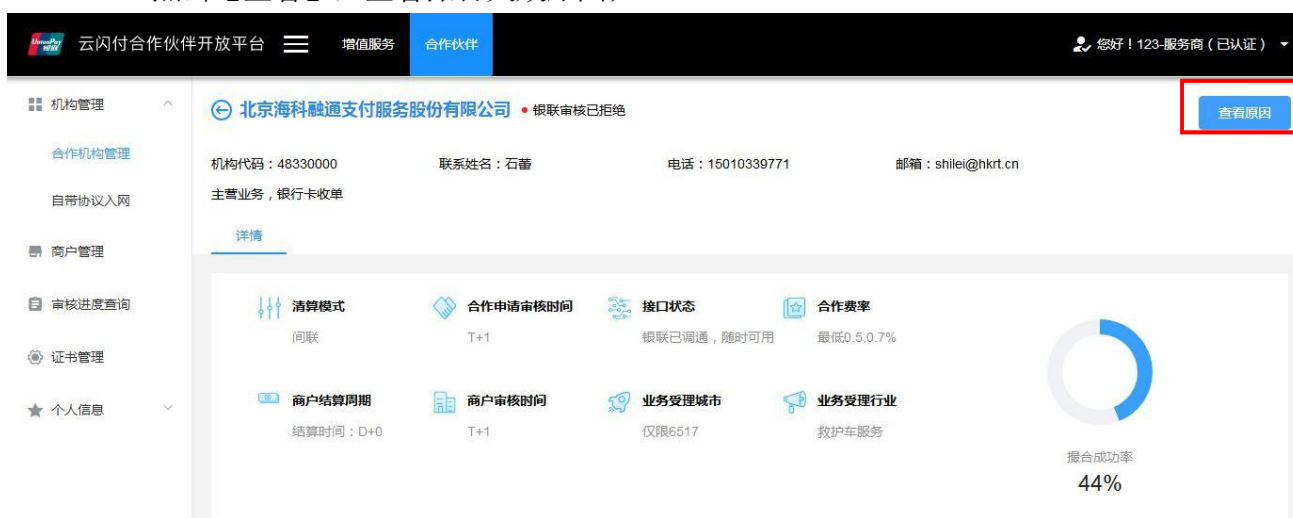 云闪付合作伙伴开放平台 增值服务 合作伙伴 您好！123-服务商（已认证）
机构管理
合作机构管理
自带协议入网
商户管理
审核进度查询
证书管理
个人信息
北京海科融通支付服务股份有限公司 • 银联审核已拒绝 查看原因
机构代码：48330000 联系姓名：石蕾 电话：15010339771 邮箱：shilei@hkrt.cn
主营业务，银行卡收单
详情
清算模式 合作申请审核时间 接口状态 合作费率
间联 T+1 银联已调通，随时可用 最低0.5,0.7%
商户结算周期 商户审核时间 业务受理城市 业务受理行业
结算时间：D+0 T+1 仅限6517 救护车服务
撮合成功率
44%